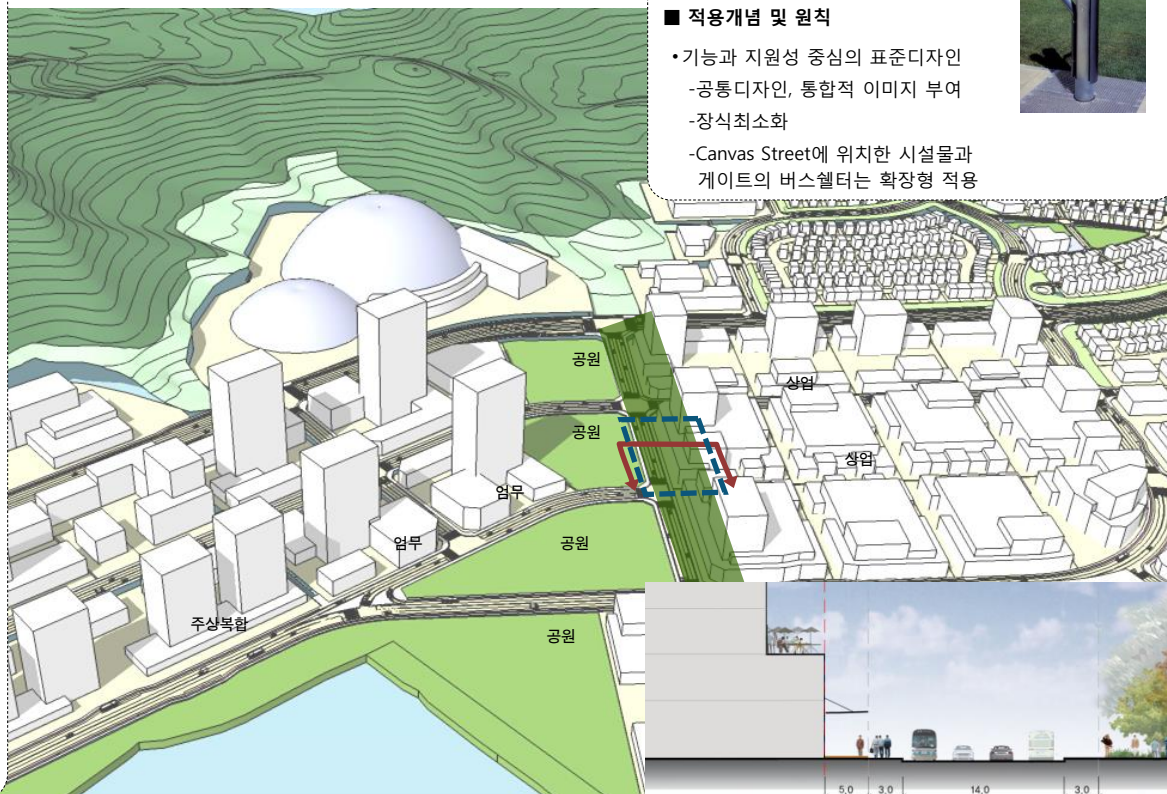 ■ 적용개념 및 원칙
•기능과 지원성 중심의 표준디자인
-공통디자인, 통합적 이미지 부여
-장식최소화
-Canvas Street에 위치한 시설물과
게이트의 버스쉘터는 확장형 적용
공원
상업
공원
상업
업무
공원
업무
주상복합
공원
5.0 3.0 14.0 3.0